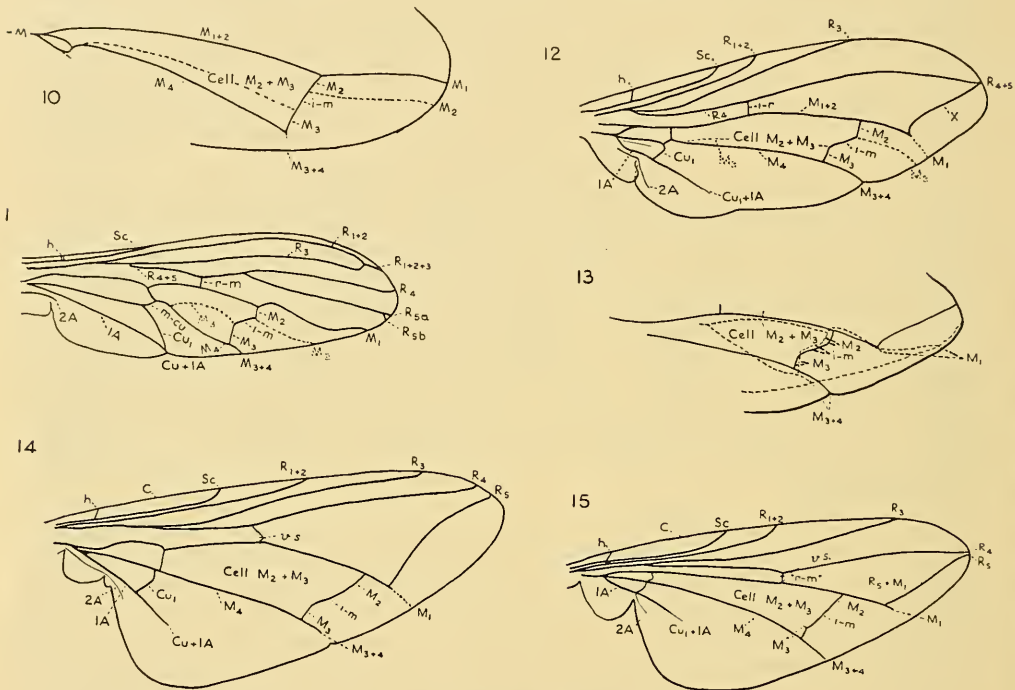 10
M
M1+2
Cell M2 + M3
M4
M2
i-m
M3
M1
M2
M3+4
12
h
Sc
R1+2
R3
R4+5
R4
i-r
M1+2
X
Cell M2 + M3
M2
i-m
M3
M3
M4
M1
Cu1
1A
2A
Cu1+1A
M3+4
1
h
Sc
R1+2
R3
R1+2+3
R4+5
r-m
R4
R5a
R5b
2A
1A
m-cu
Cu1
M3
M2
i-m
M3
M4
M1
Cu+1A
M3+4
13
Cell M2 + M3
M2
i-m
M3
M1
M3+4
14
h
C
Sc
R1+2
R3
R4
R5
vs
Cell M2 + M3
M2
i-m
M3
M1
M4
Cu1
2A
1A
Cu+1A
M3+4
15
h
C
Sc
R1+2
R3
vs
R4
R5
r-m
R5+M1
1A
Cell M2 + M3
M2
i-m
M1
2A
Cu1+1A
M4
M3
M3+4